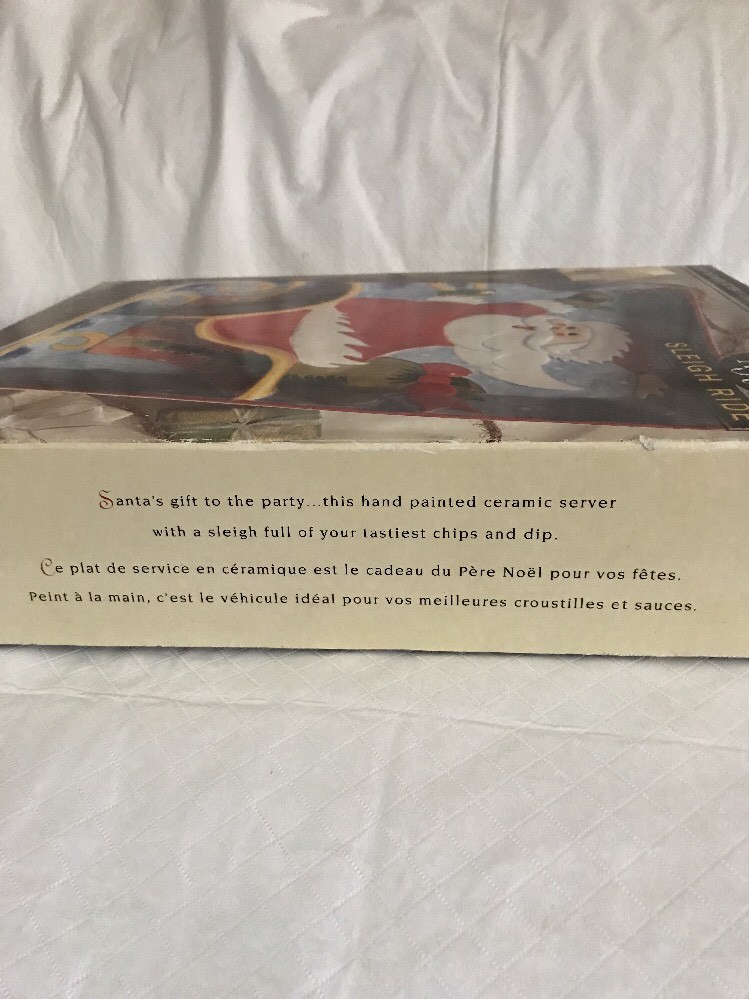 SLEIGH RIDE
Santa's gift to the party...this hand painted ceramic server
with a sleigh full of your tastiest chips and dip.
Ce plat de service en céramique est le cadeau du Père Noël pour vos fêtes.
Peint à la main, c'est le véhicule idéal pour vos meilleures croustilles et sauces.